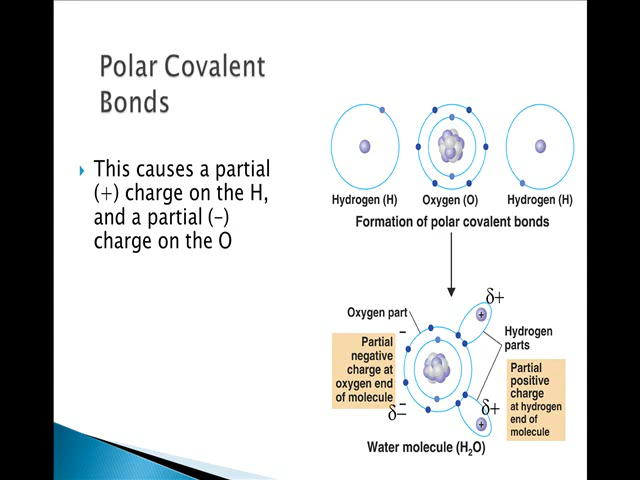 Polar Covalent
Bonds
This causes a partial
(+) charge on the H,
and a partial (-)
charge on the O
Hydrogen (H)
Oxygen (O)
Hydrogen (H)
Formation of polar covalent bonds
δ+
Oxygen part
+
–
Hydrogen
parts
Partial
negative
charge at
oxygen end
of molecule
Partial
positive
charge
at hydrogen
end of
molecule
–
δ–
δ+
+
Water molecule (H₂O)